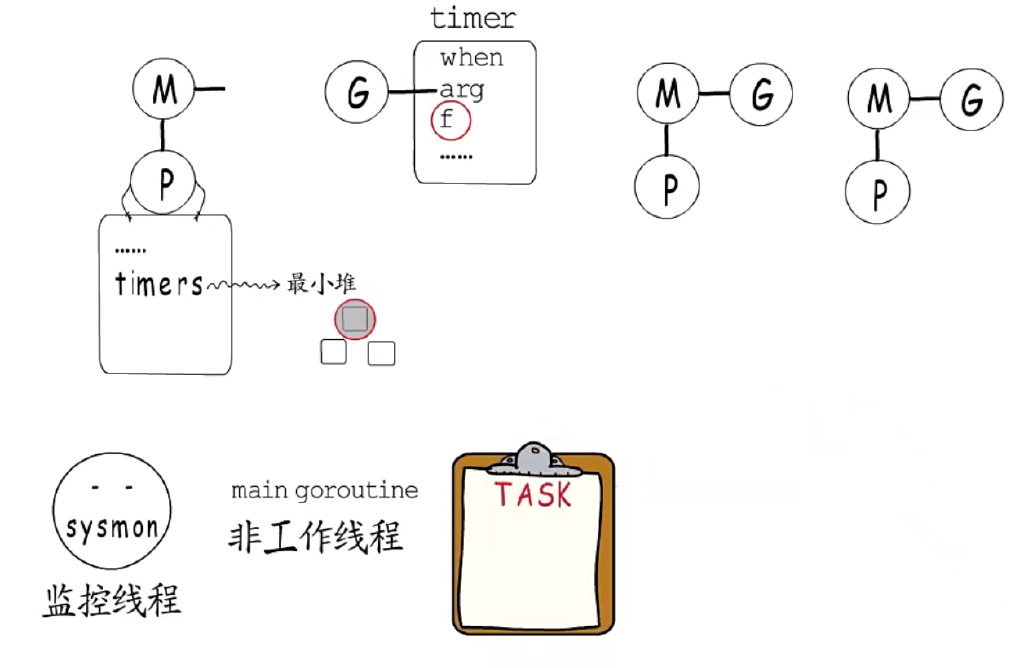 timer
when
arg
f
......
M
G
M
G
M
G
P
P
P
......
timers
最小堆
sysmon
监控线程
main goroutine
非工作线程
TASK